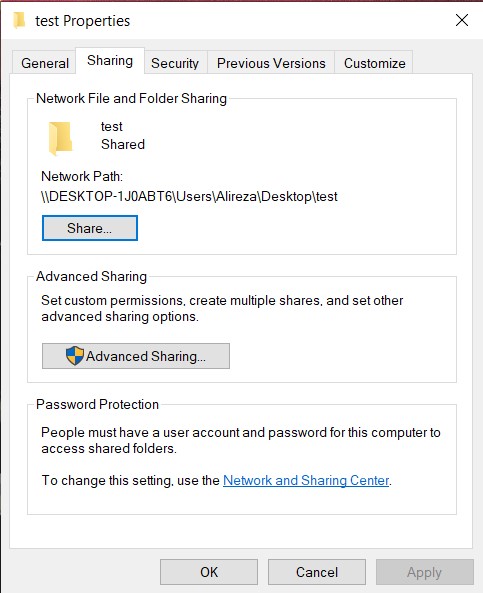 test Properties
General
Sharing
Security
Previous Versions
Customize
Network File and Folder Sharing
test
Shared
Network Path:
\\DESKTOP-1J0ABT6\Users\Alireza\Desktop\test
Share...
Advanced Sharing
Set custom permissions, create multiple shares, and set other
advanced sharing options.
Advanced Sharing...
Password Protection
People must have a user account and password for this computer to
access shared folders.
To change this setting, use the Network and Sharing Center.
OK
Cancel
Apply